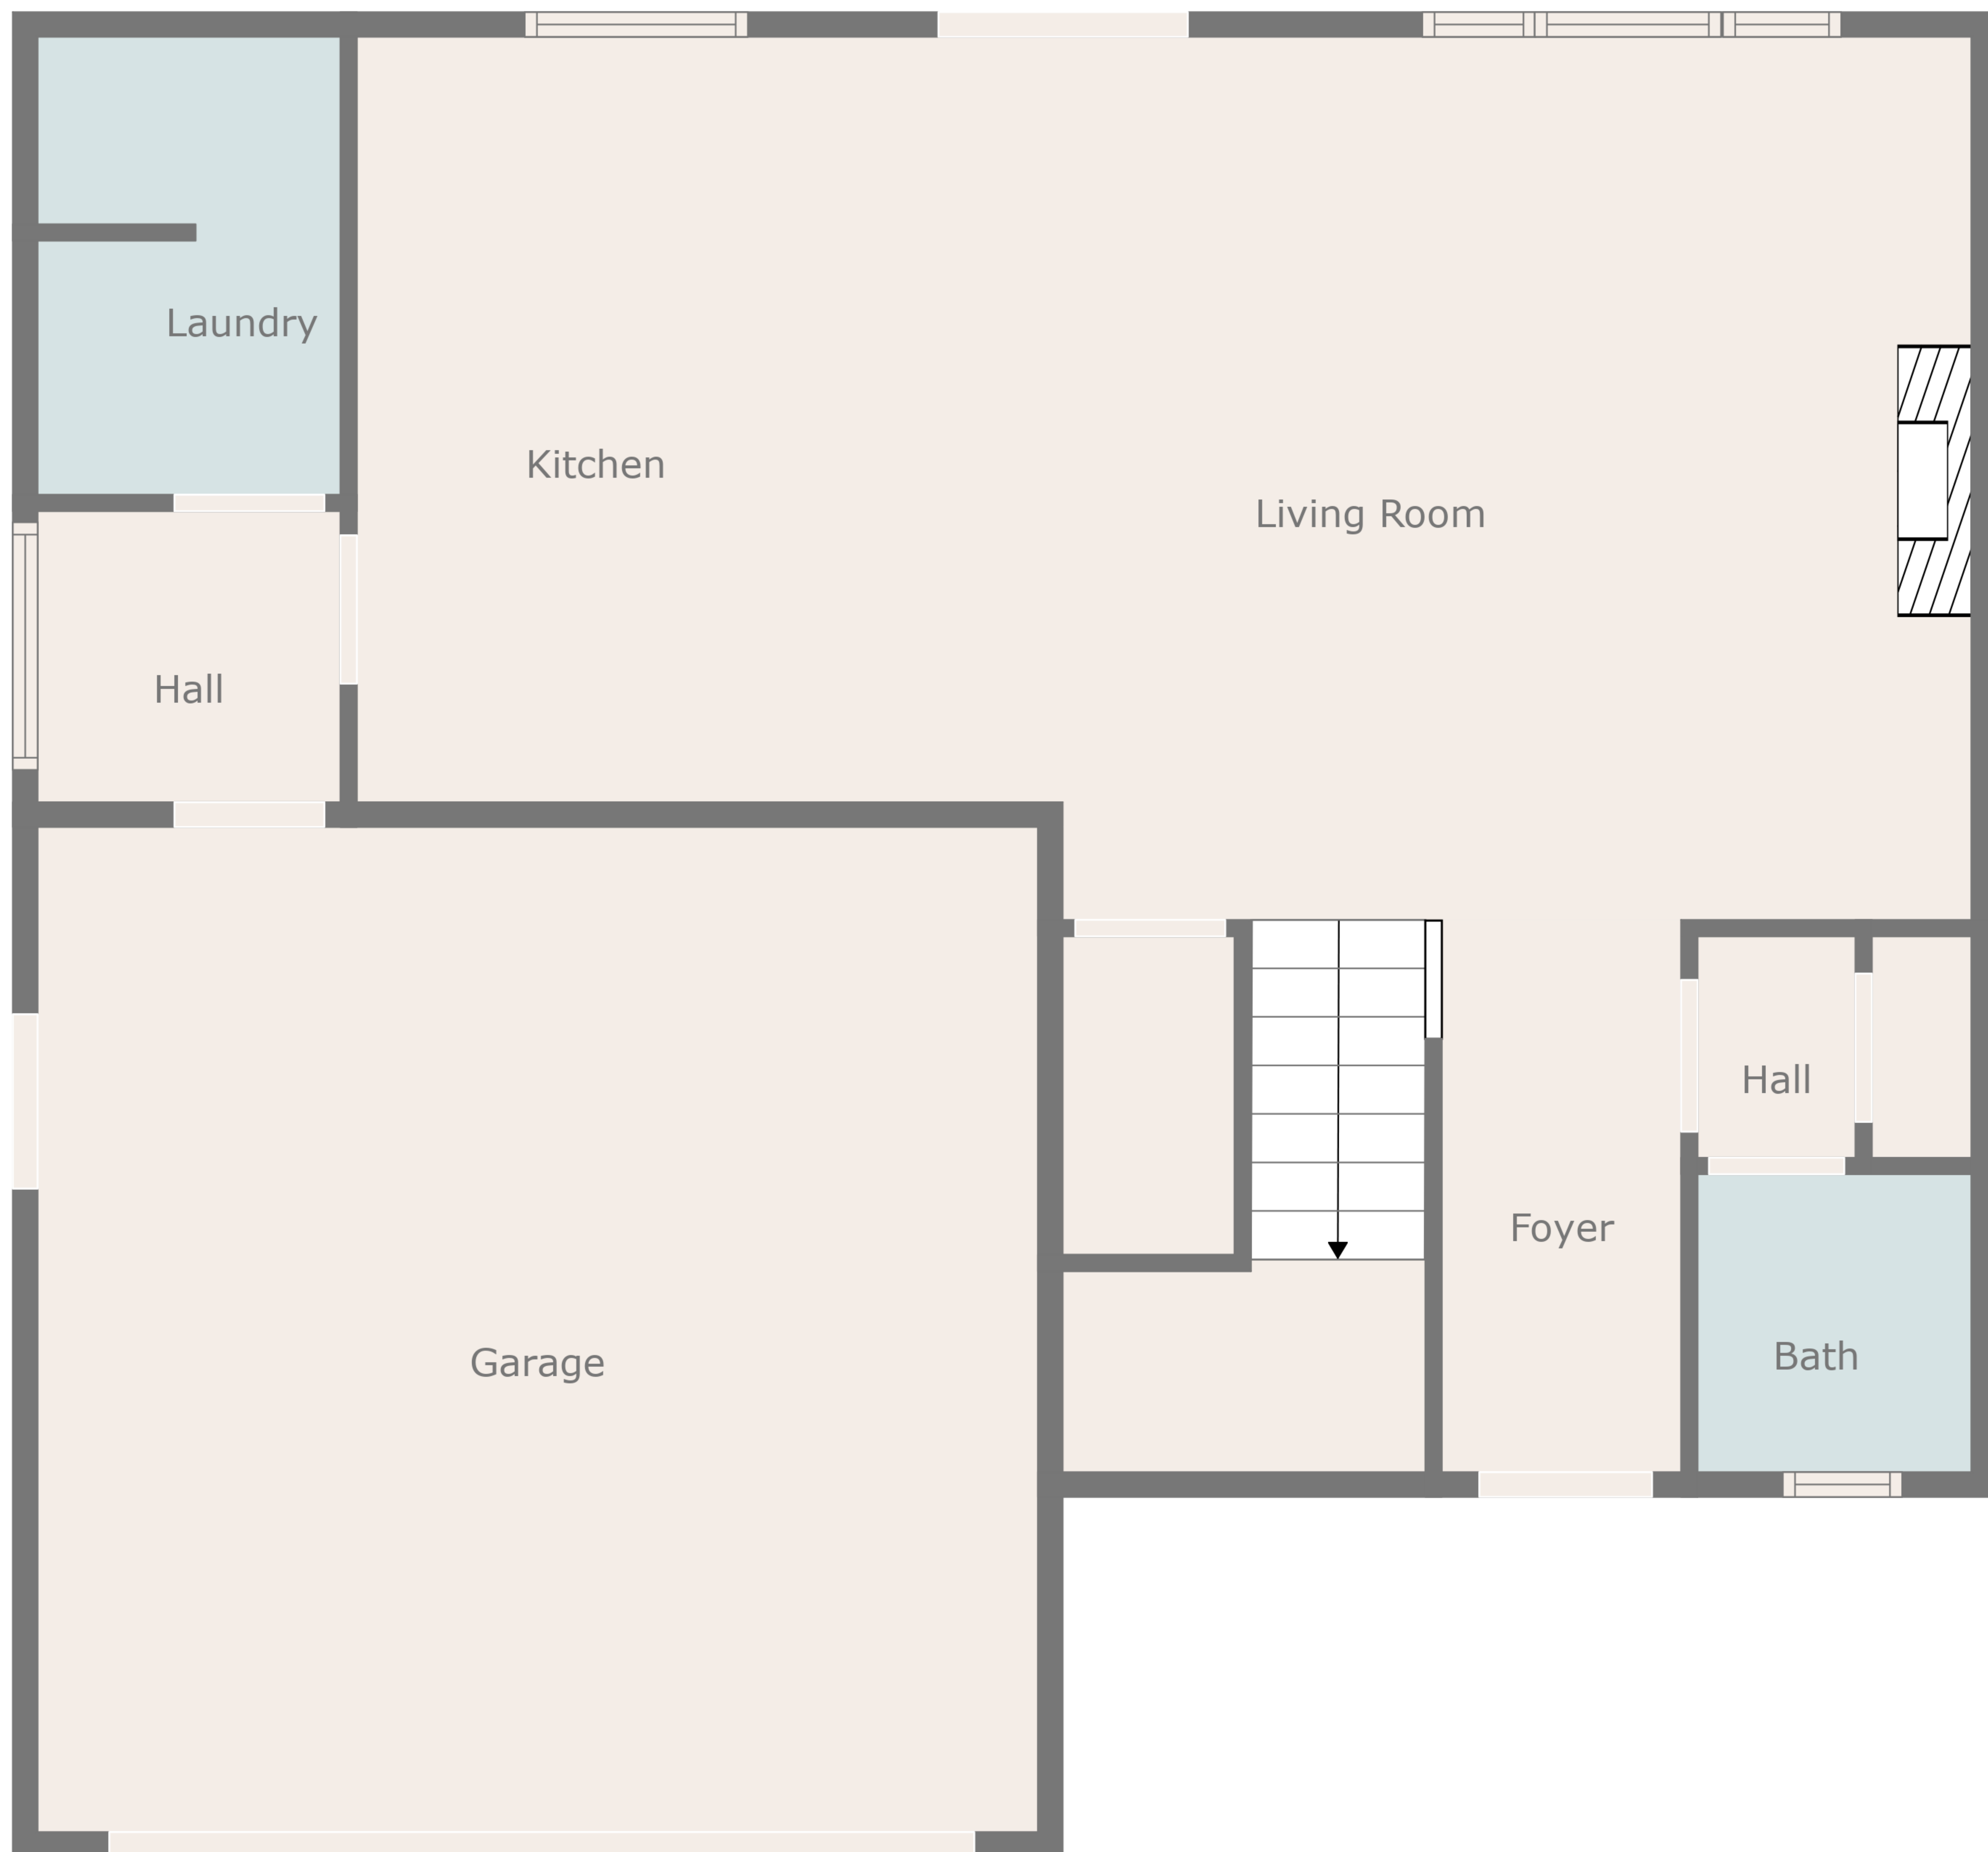 Laundry
Kitchen
Living Room
Hall
Hall
Foyer
Bath
Garage